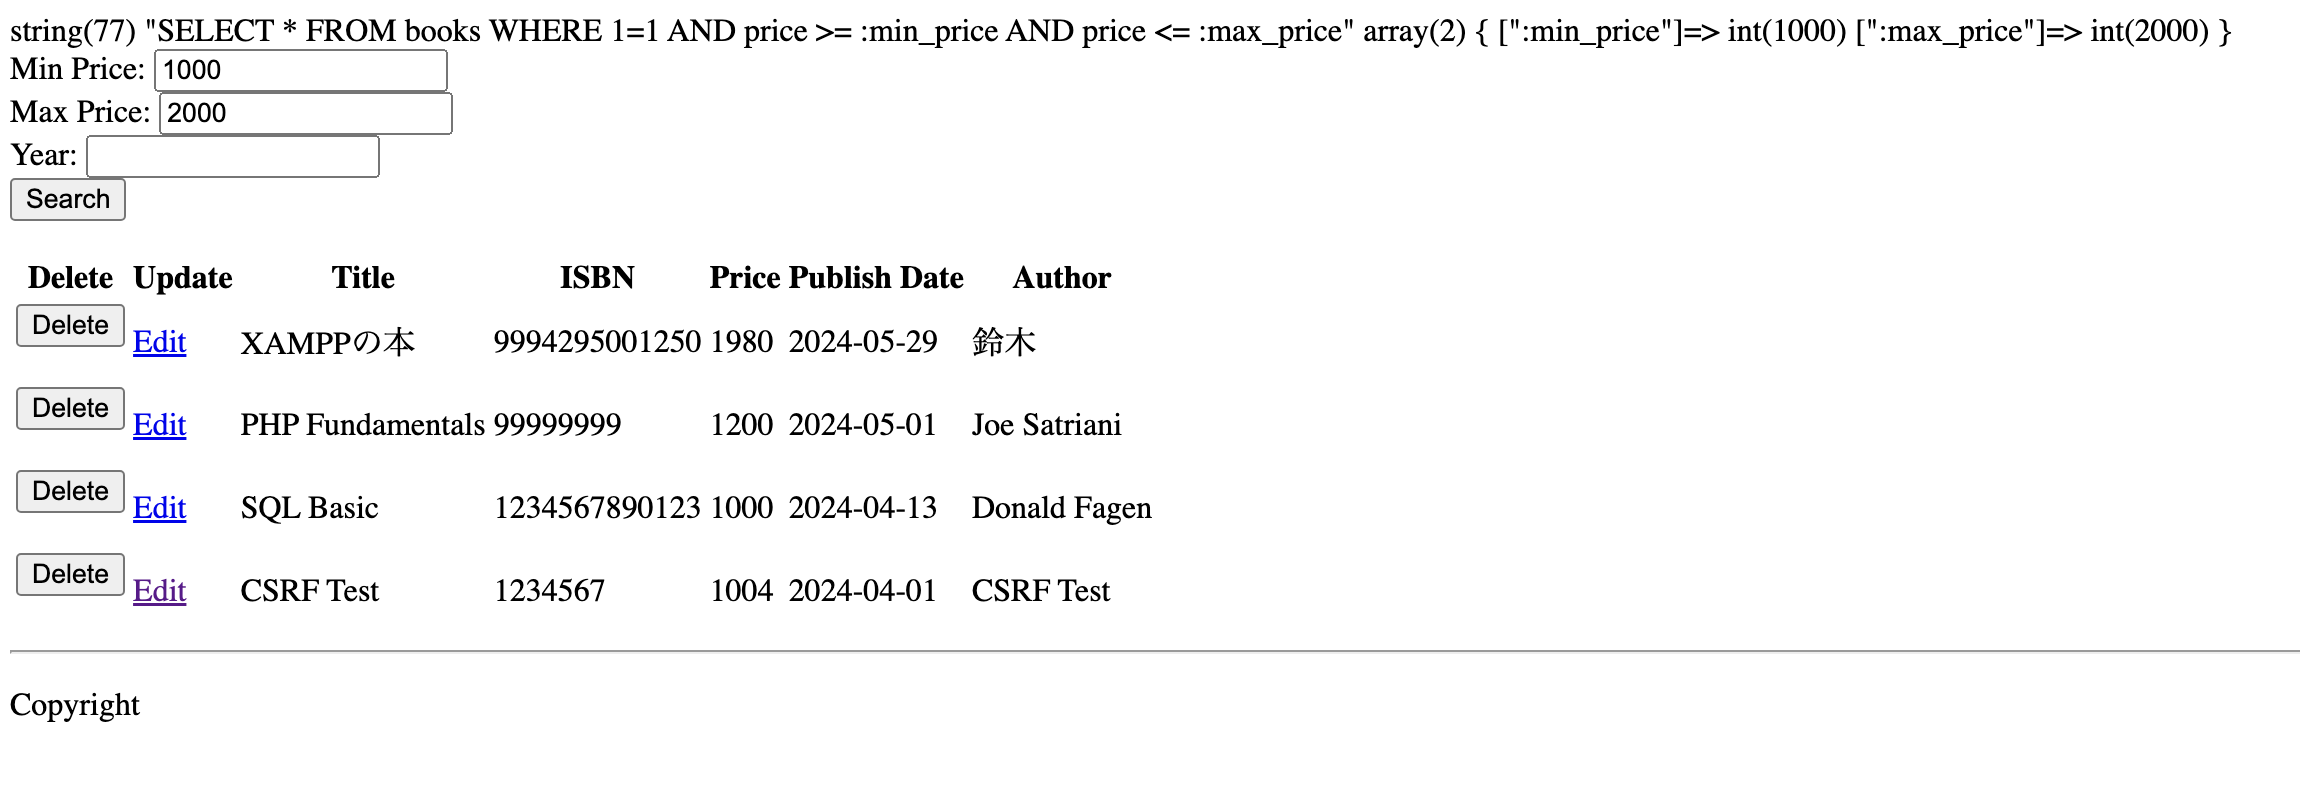 string(77) "SELECT * FROM books WHERE 1=1 AND price >= :min_price AND price <= :max_price" array(2) { [":min_price"]=> int(1000) [":max_price"]=> int(2000) }
Min Price: 1000
Max Price: 2000
Year:
Search
Delete Update Title ISBN Price Publish Date Author
Delete Edit XAMPPの本 9994295001250 1980 2024-05-29 鈴木
Delete Edit PHP Fundamentals 99999999 1200 2024-05-01 Joe Satriani
Delete Edit SQL Basic 1234567890123 1000 2024-04-13 Donald Fagen
Delete Edit CSRF Test 1234567 1004 2024-04-01 CSRF Test
Copyright